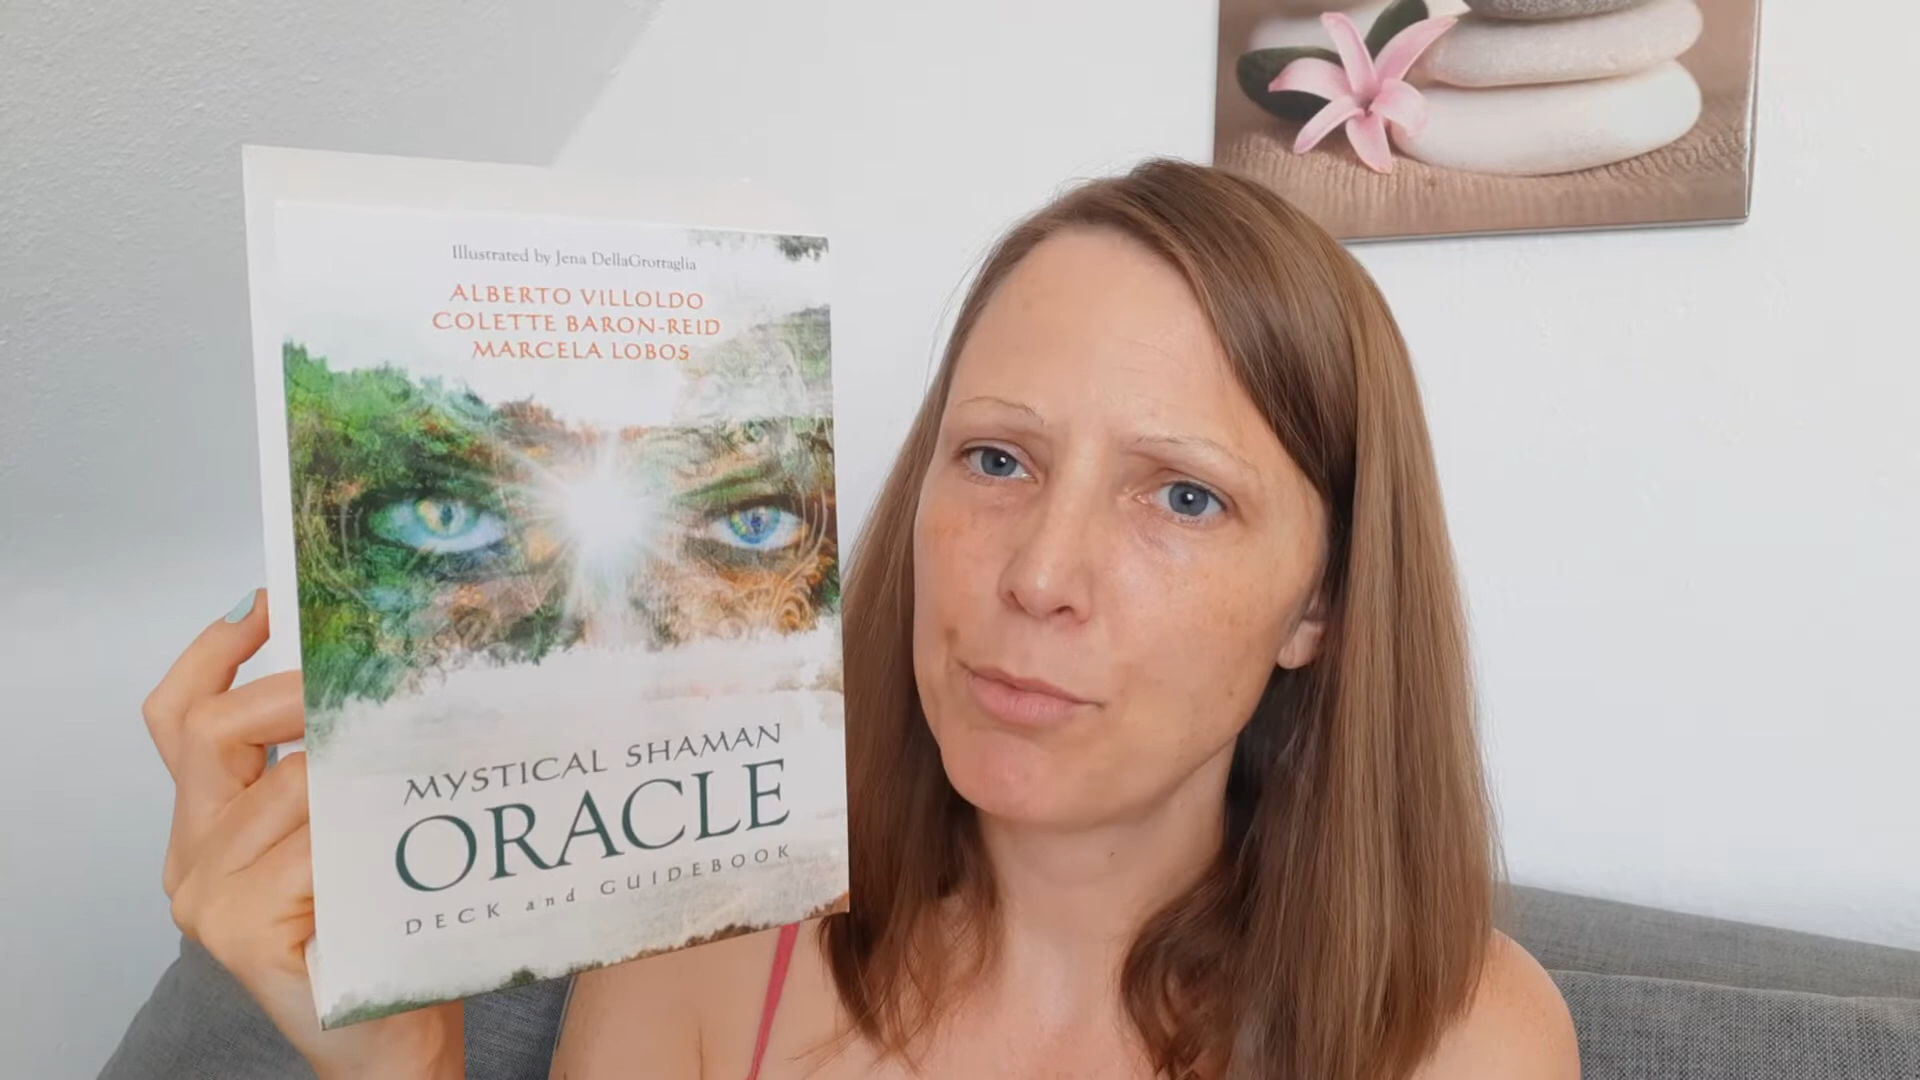 Illustrated by Jena DellaGrottaglia
ALBERTO VILLOLDO
COLETTE BARON-REID
MARCELA LOBOS
MYSTICAL SHAMAN
ORACLE
DECK and GUIDEBOOK